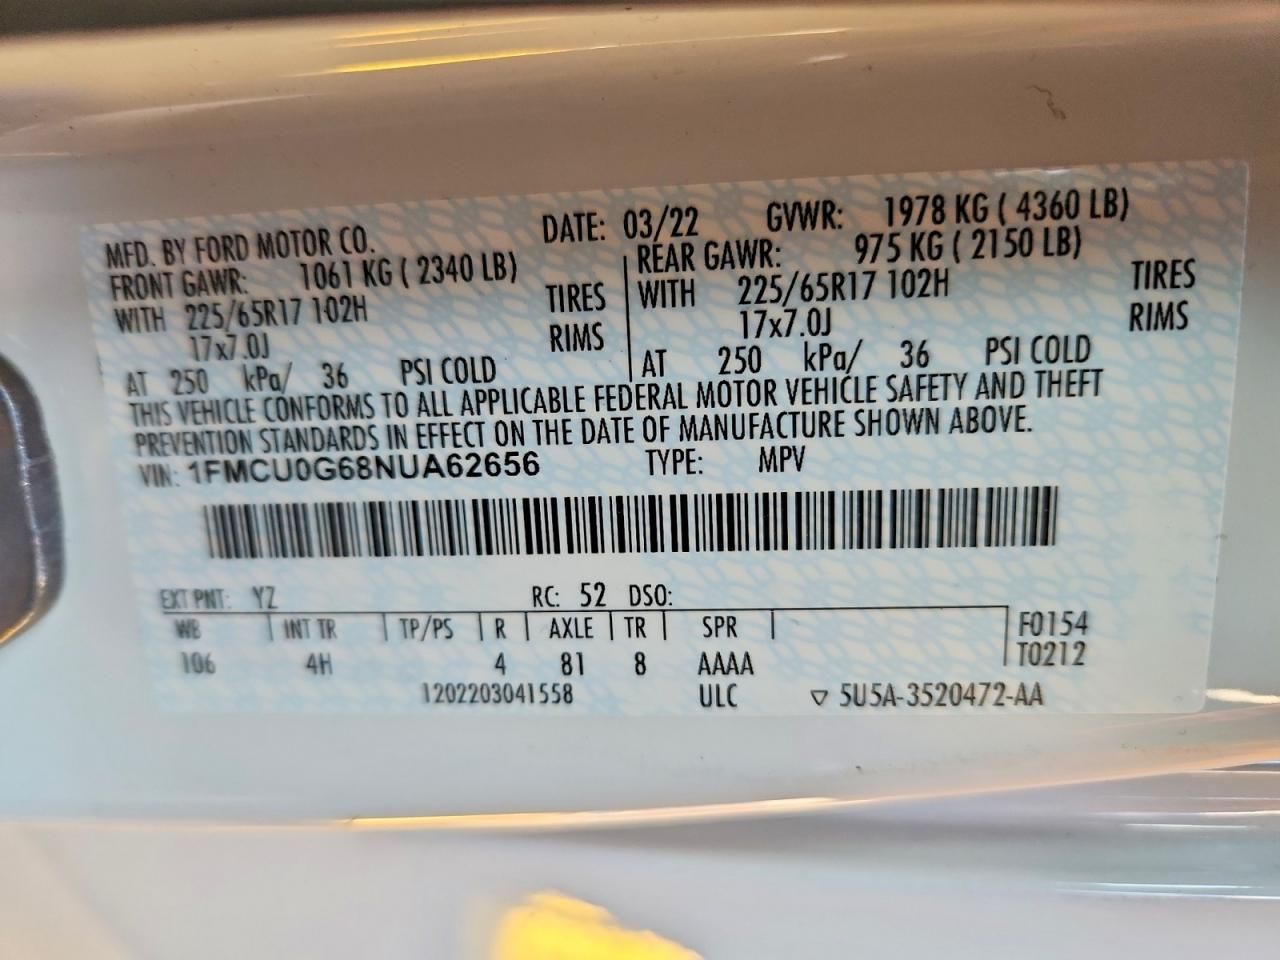 MFD. BY FORD MOTOR CO. DATE: 03/22 GVWR: 1978 KG ( 4360 LB)
FRONT GAWR: 1061 KG ( 2340 LB) REAR GAWR: 975 KG ( 2150 LB)
WITH 225/65R17 102H TIRES WITH 225/65R17 102H TIRES
17x7.0J RIMS 17x7.0J RIMS
AT 250 kPa/ 36 PSI COLD AT 250 kPa/ 36 PSI COLD
THIS VEHICLE CONFORMS TO ALL APPLICABLE FEDERAL MOTOR VEHICLE SAFETY AND THEFT
PREVENTION STANDARDS IN EFFECT ON THE DATE OF MANUFACTURE SHOWN ABOVE.
VIN: 1FMCU0G68NUA62656 TYPE: MPV
EXT PNT: YZ RC: 52 DSO:
WB INT TR TP/PS R AXLE TR SPR F0154
106 4H 4 81 8 AAAA T0212
1202203041558 ULC ▽ 5U5A-3520472-AA